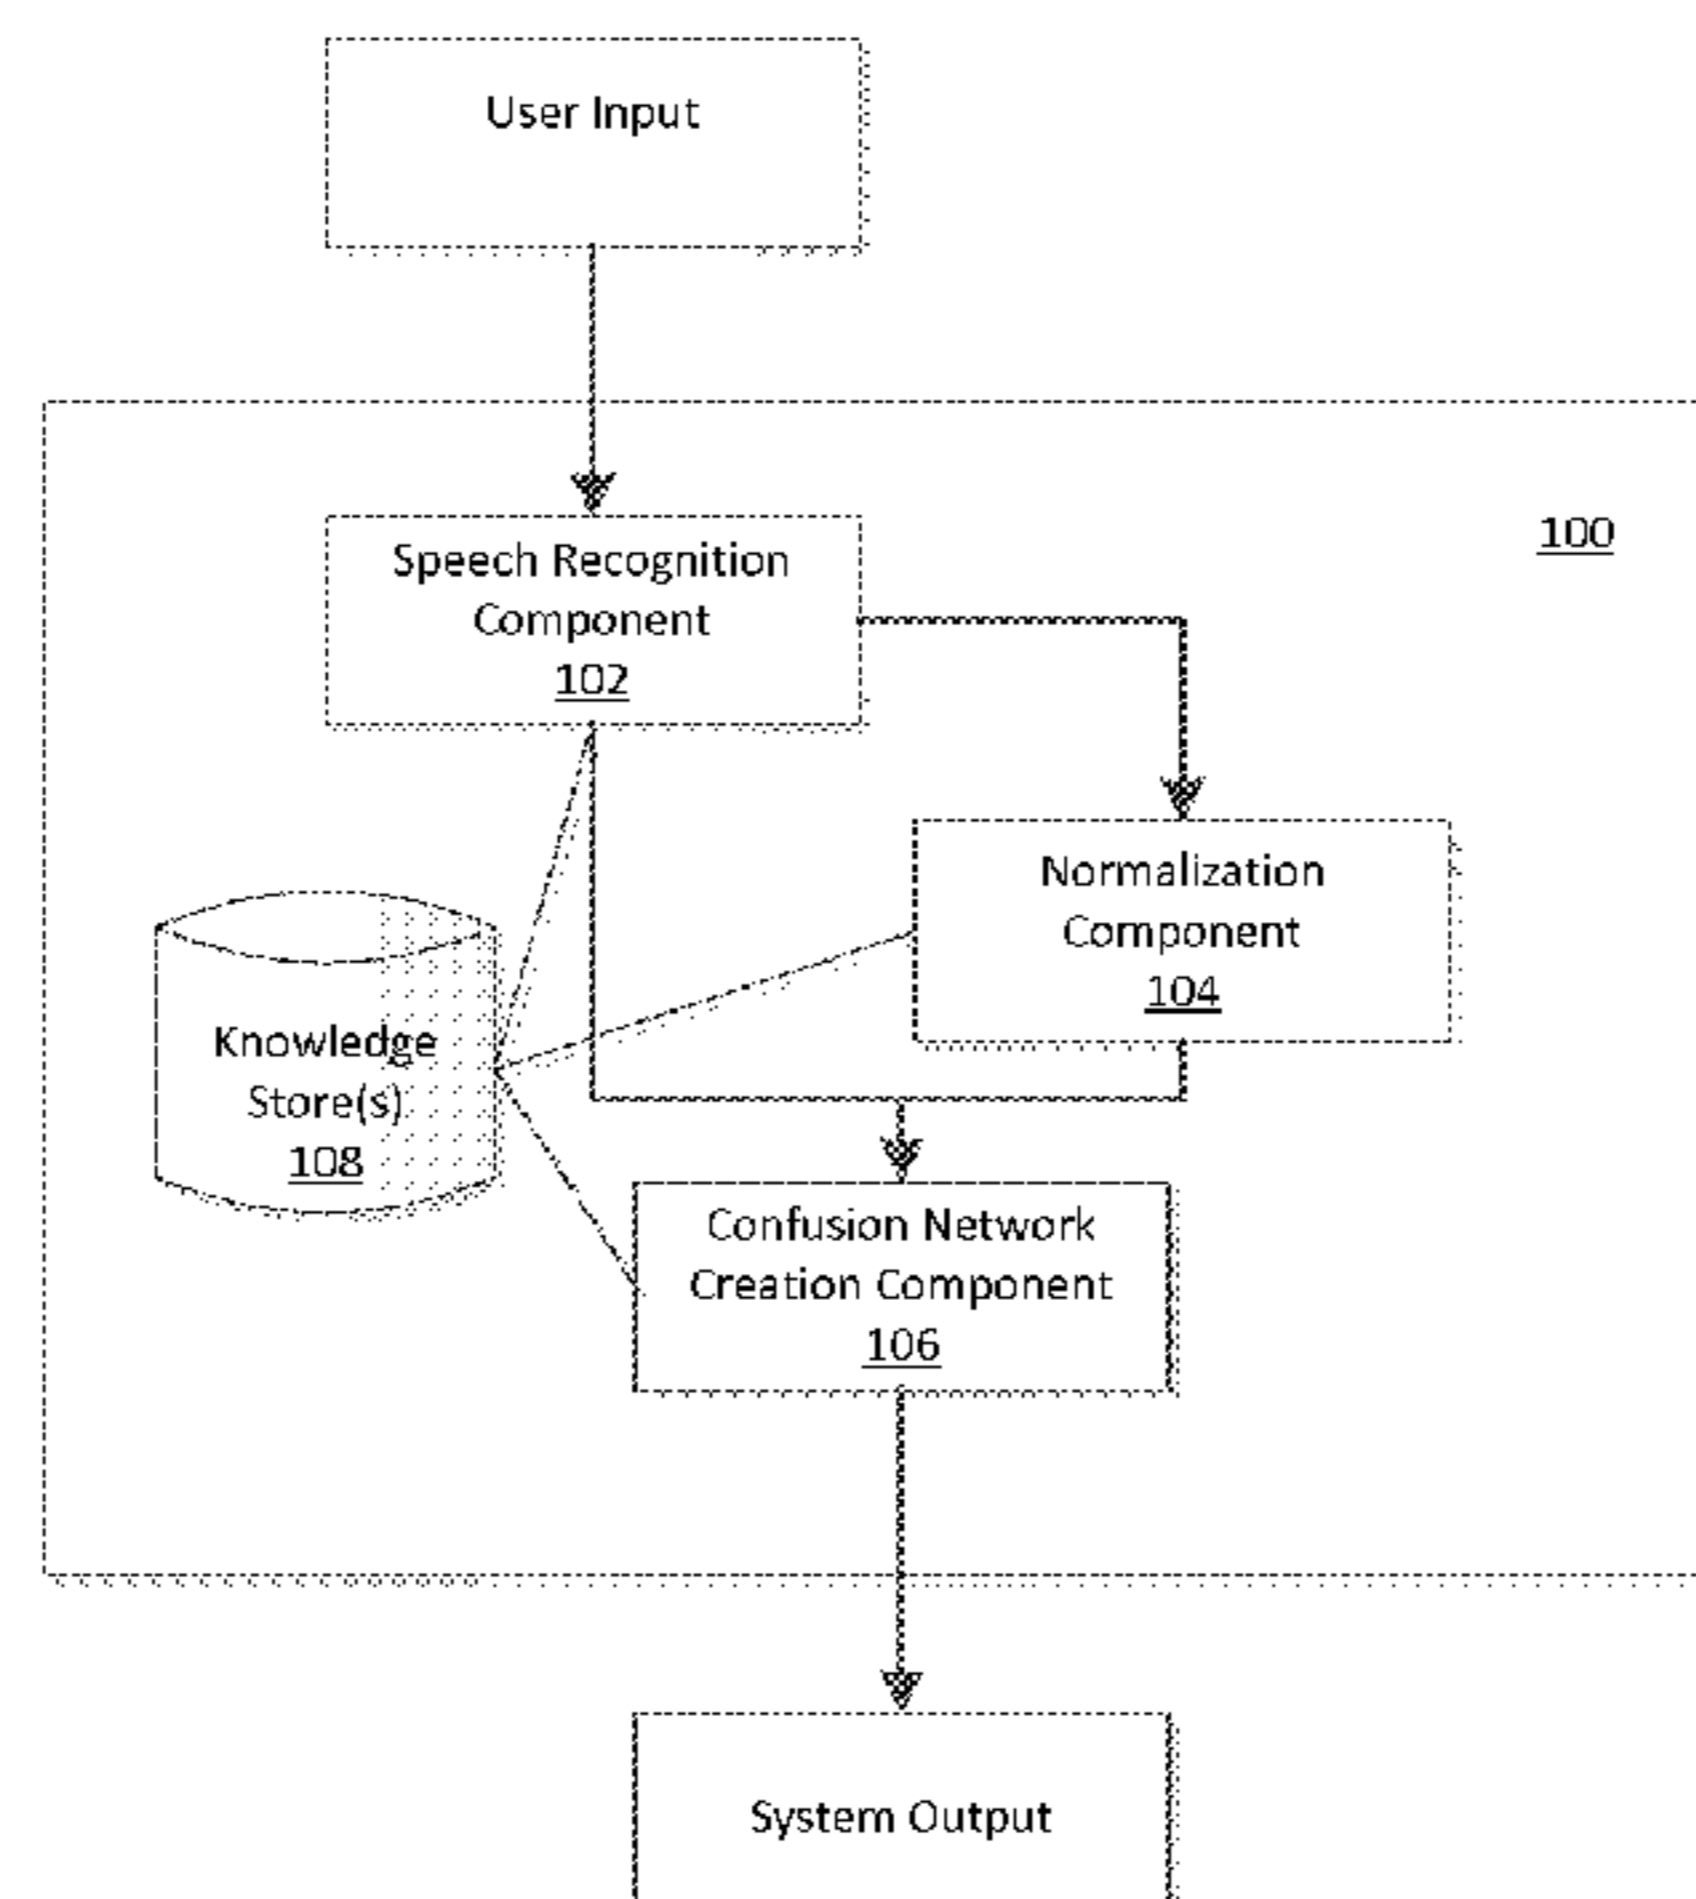 User Input
100
Speech Recognition
Component
102
Normalization
Component
104
Knowledge
Store(s)
108
Confusion Network
Creation Component
106
System Output